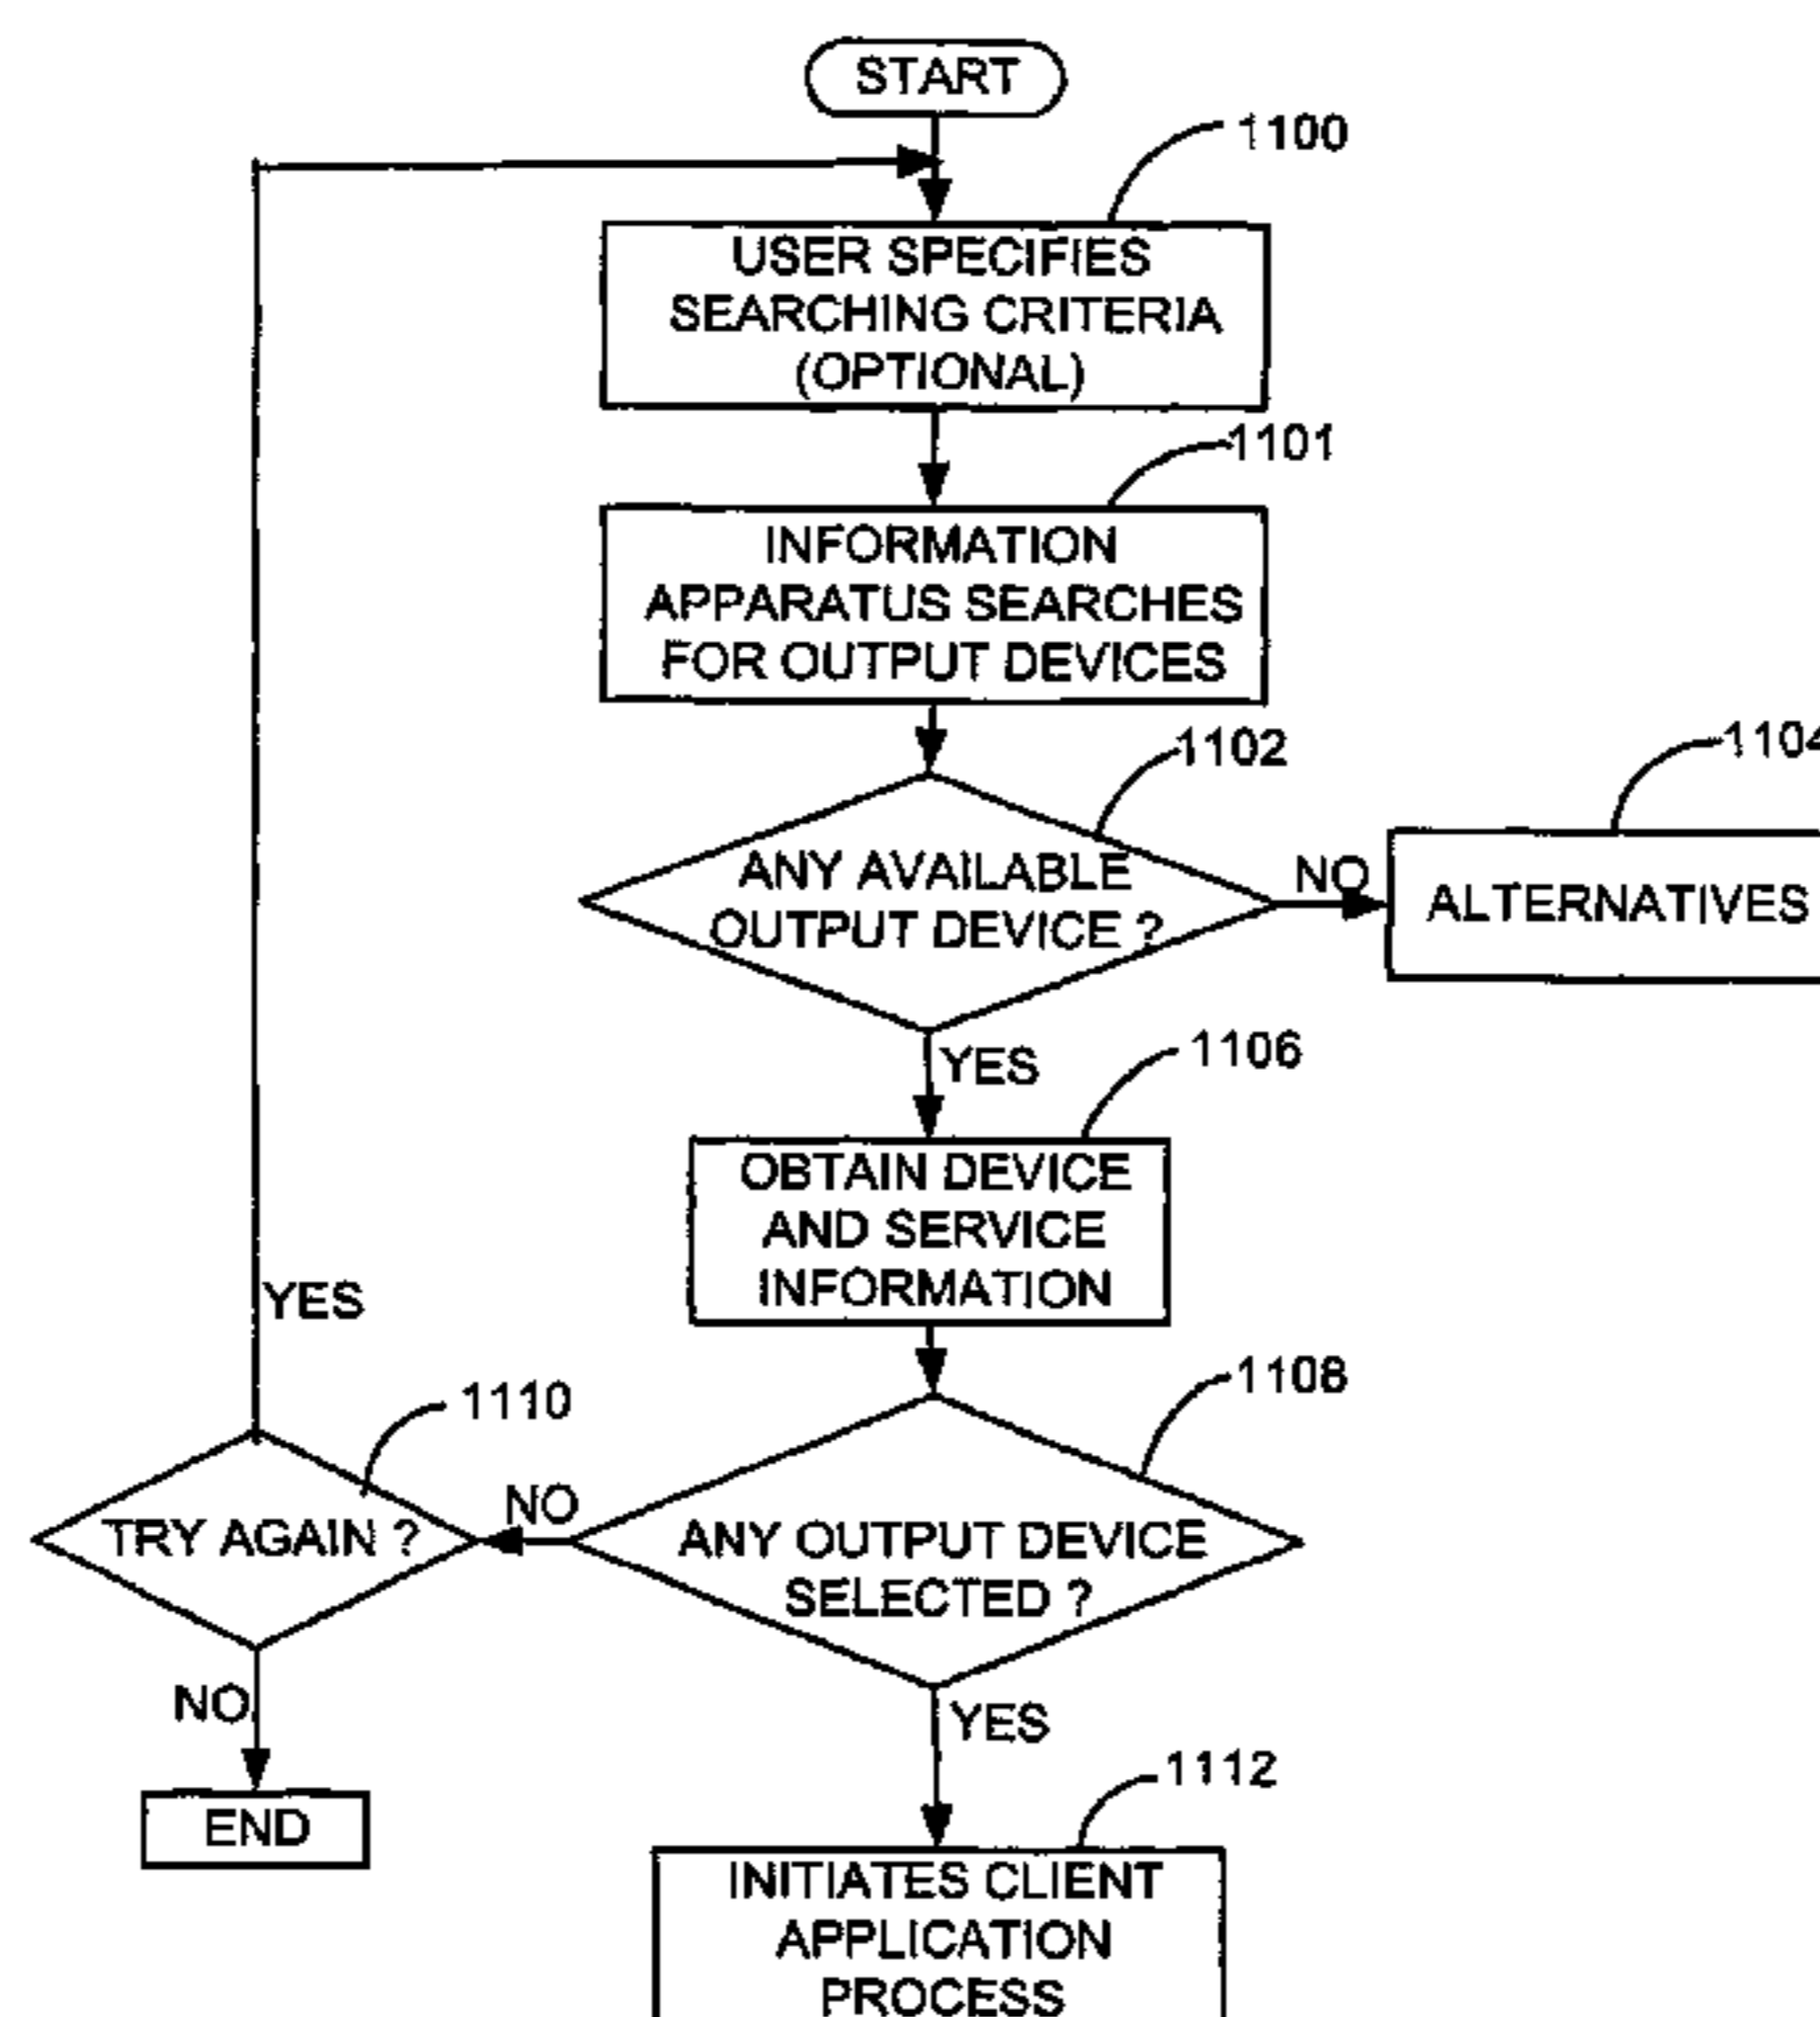 START
1100
USER SPECIFIES
SEARCHING CRITERIA
(OPTIONAL)
1101
INFORMATION
APPARATUS SEARCHES
FOR OUTPUT DEVICES
1102
1104
ANY AVAILABLE
OUTPUT DEVICE ?
NO
ALTERNATIVES
YES
1106
OBTAIN DEVICE
AND SERVICE
INFORMATION
YES
1108
1110
NO
TRY AGAIN ?
ANY OUTPUT DEVICE
SELECTED ?
NO
YES
1112
END
INITIATES CLIENT
APPLICATION
PROCESS